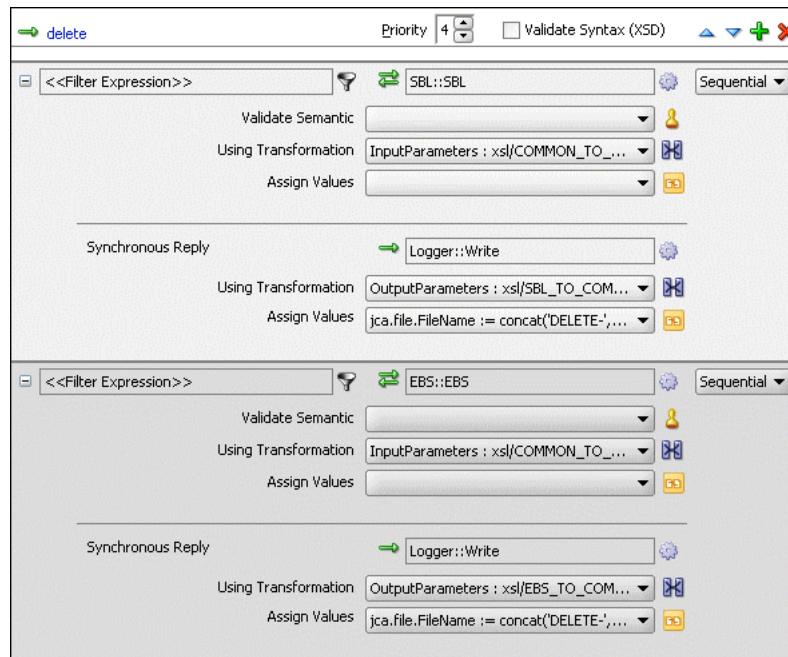 delete Priority 4 Validate Syntax (XSD)
<<Filter Expression>> SBL::SBL Sequential
Validate Semantic
Using Transformation InputParameters : xsl/COMMON_TO_...
Assign Values
Synchronous Reply Logger::Write
Using Transformation OutputParameters : xsl/SBL_TO_COM...
Assign Values jca.file.FileName := concat('DELETE-',...
<<Filter Expression>> EBS::EBS Sequential
Validate Semantic
Using Transformation InputParameters : xsl/COMMON_TO_...
Assign Values
Synchronous Reply Logger::Write
Using Transformation OutputParameters : xsl/EBS_TO_COM...
Assign Values jca.file.FileName := concat('DELETE-',...